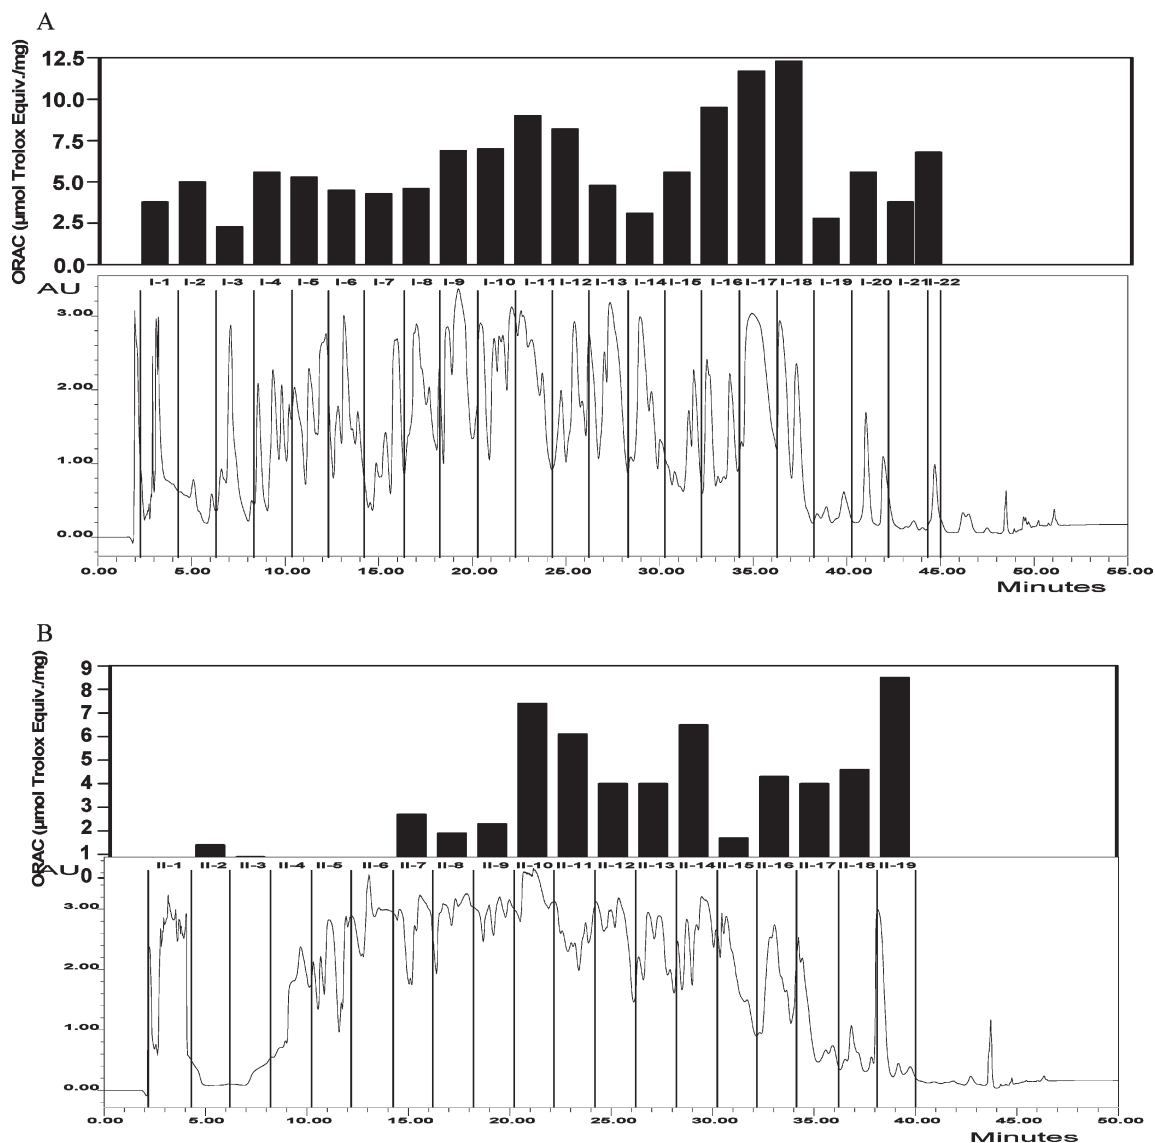 A
ORAC (µmol Trolox Equiv./mg)
12.5
10.0
7.5
5.0
2.5
0.0
I-1 I-2 I-3 I-4 I-5 I-6 I-7 I-8 I-9 I-10 I-11 I-12 I-13 I-14 I-15 I-16 I-17 I-18 I-19 I-20 I-21 I-22
AU
3.00
2.00
1.00
0.00
0.00 5.00 10.00 15.00 20.00 25.00 30.00 35.00 40.00 45.00 50.00 55.00
Minutes
B
ORAC (µmol Trolox Equiv./mg)
9
8
7
6
5
4
3
2
1
II-1 II-2 II-3 II-4 II-5 II-6 II-7 II-8 II-9 II-10 II-11 II-12 II-13 II-14 II-15 II-16 II-17 II-18 II-19
AU
0
3.00
2.00
1.00
0.00
0.00 5.00 10.00 15.00 20.00 25.00 30.00 35.00 40.00 45.00 50.00
Minutes